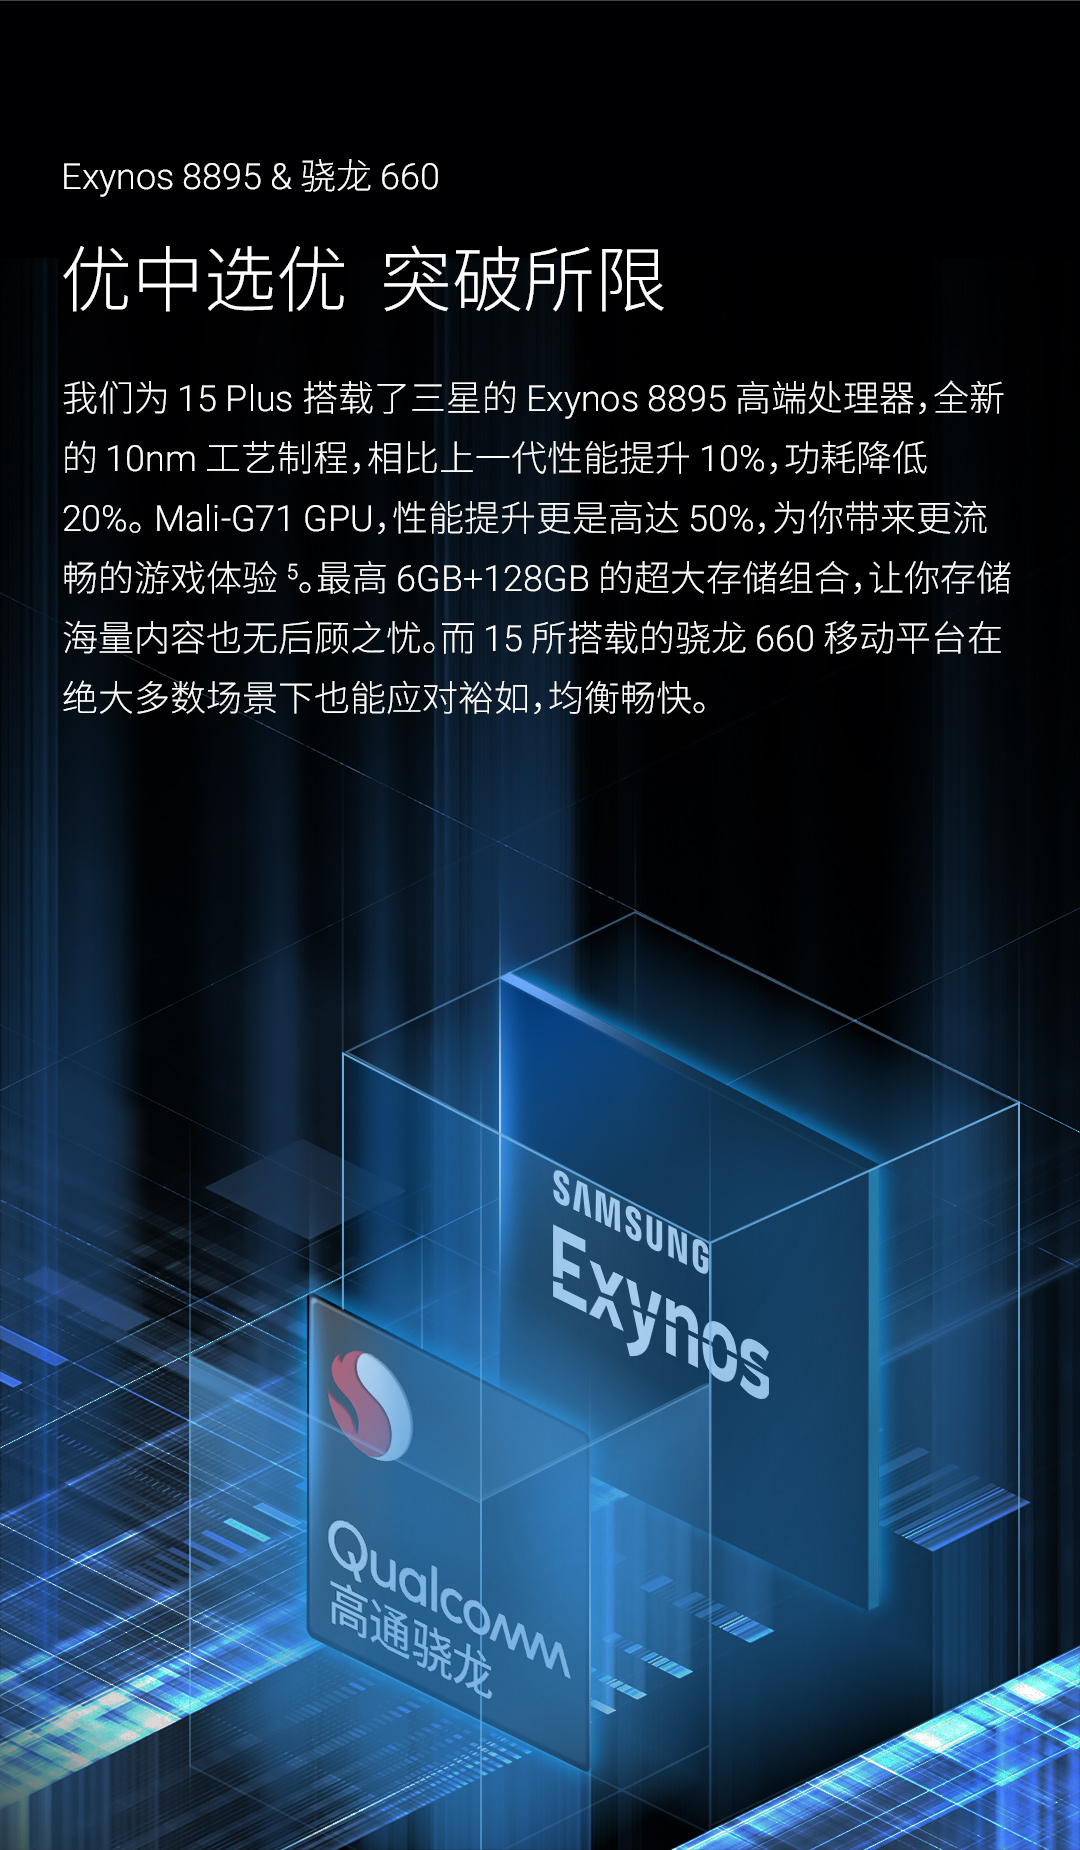 Exynos 8895 & 骁龙 660
优中选优 突破所限
我们为 15 Plus 搭载了三星的 Exynos 8895 高端处理器，全新
的 10nm 工艺制程，相比上一代性能提升 10%，功耗降低
20%。Mali-G71 GPU，性能提升更是高达 50%，为你带来更流
畅的游戏体验 ⁵。最高 6GB+128GB 的超大存储组合，让你存储
海量内容也无后顾之忧。而 15 所搭载的骁龙 660 移动平台在
绝大多数场景下也能应对裕如，均衡畅快。
SAMSUNG
Exynos
Qualcomm
高通骁龙